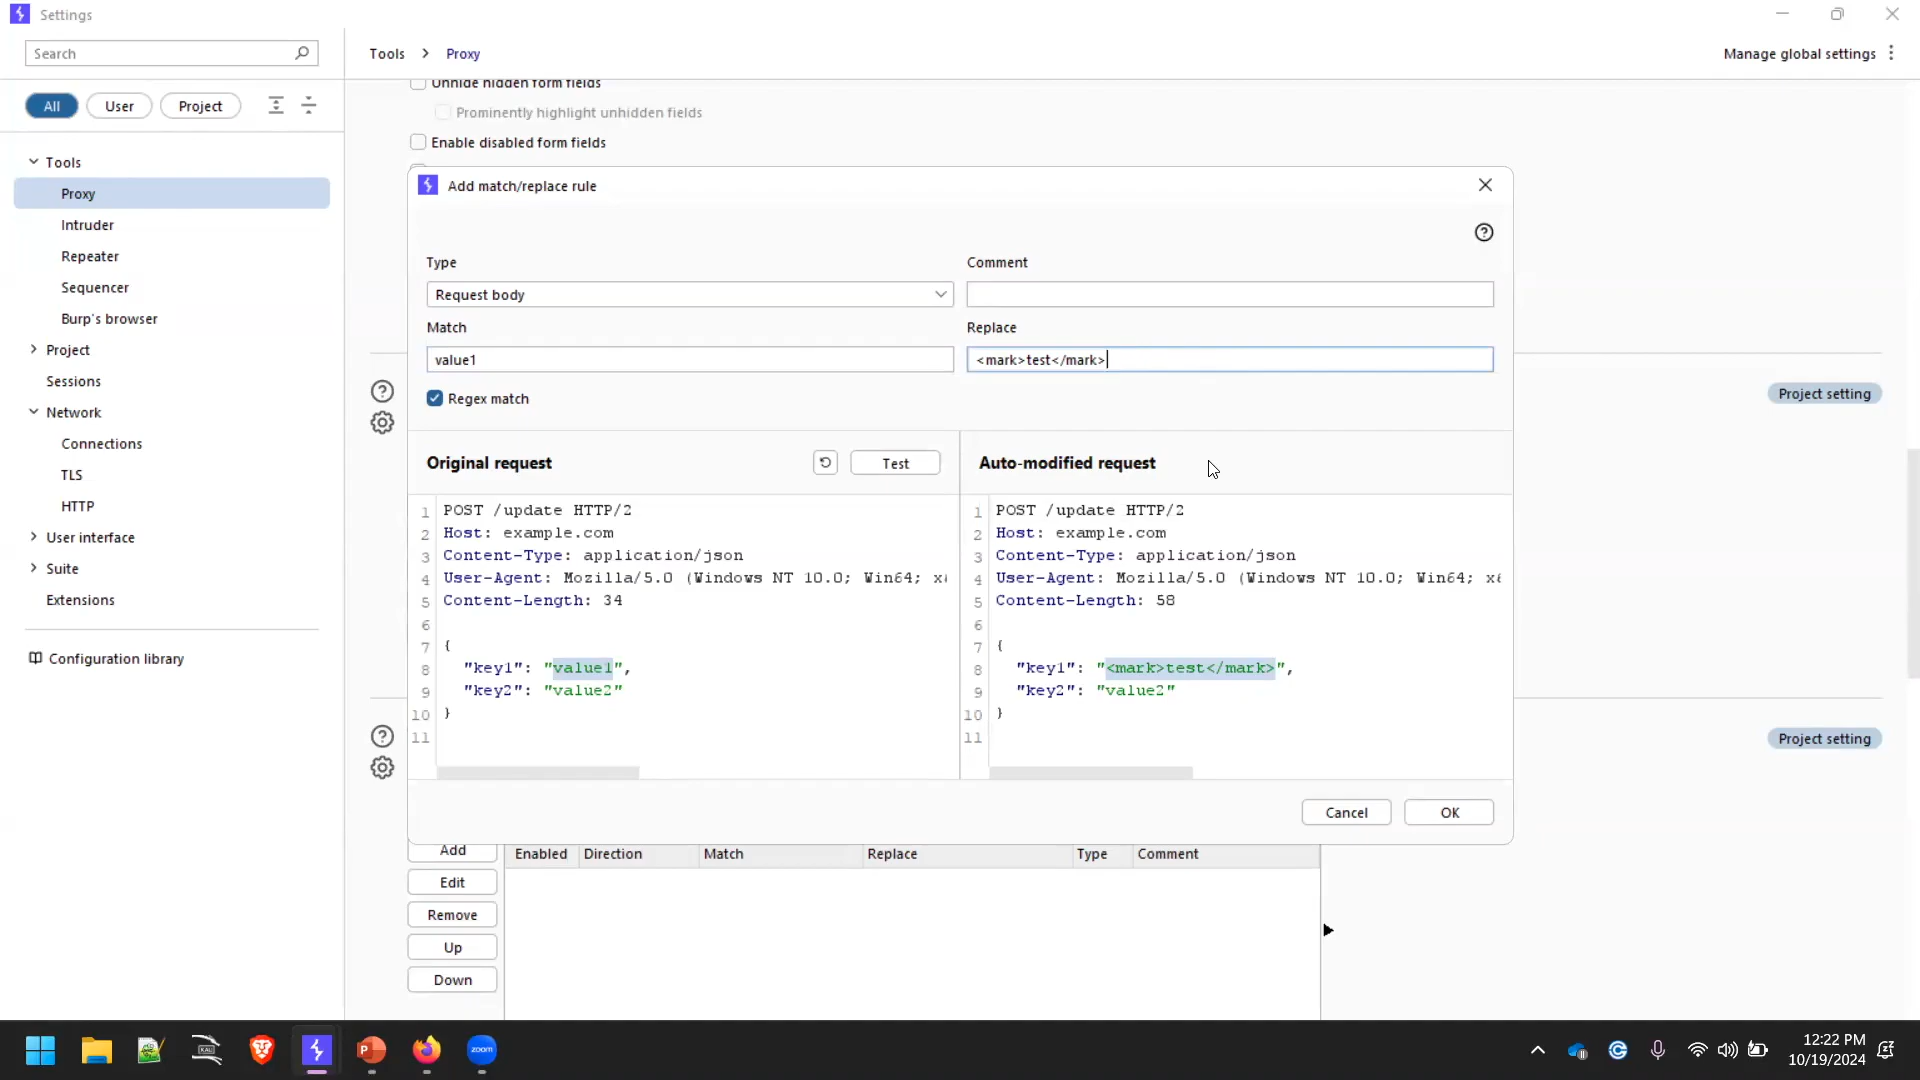 Settings
Search
Tools > Proxy
Manage global settings
All
User
Project
Tools
Proxy
Intruder
Repeater
Sequencer
Burp's browser
Project
Sessions
Network
Connections
TLS
HTTP
User interface
Suite
Extensions
Configuration library
Unhide hidden form fields
Prominently highlight unhidden fields
Enable disabled form fields
Add match/replace rule
Type
Comment
Request body
Match
Replace
value1
<mark>test</mark>
Regex match
Project setting
Original request
Test
Auto-modified request
1 POST /update HTTP/2
2 Host: example.com
3 Content-Type: application/json
4 User-Agent: Mozilla/5.0 (Windows NT 10.0; Win64;
5 Content-Length: 34
6
7 {
8 "key1": "value1",
9 "key2": "value2"
10 }
11
1 POST /update HTTP/2
2 Host: example.com
3 Content-Type: application/json
4 User-Agent: Mozilla/5.0 (Windows NT 10.0; Win64;
5 Content-Length: 58
6
7 {
8 "key1": "<mark>test</mark>",
9 "key2": "value2"
10 }
11
Project setting
Cancel
OK
Add
Edit
Remove
Up
Down
Enabled Direction Match Replace Type Comment
KALI
zoom
12:22 PM
10/19/2024